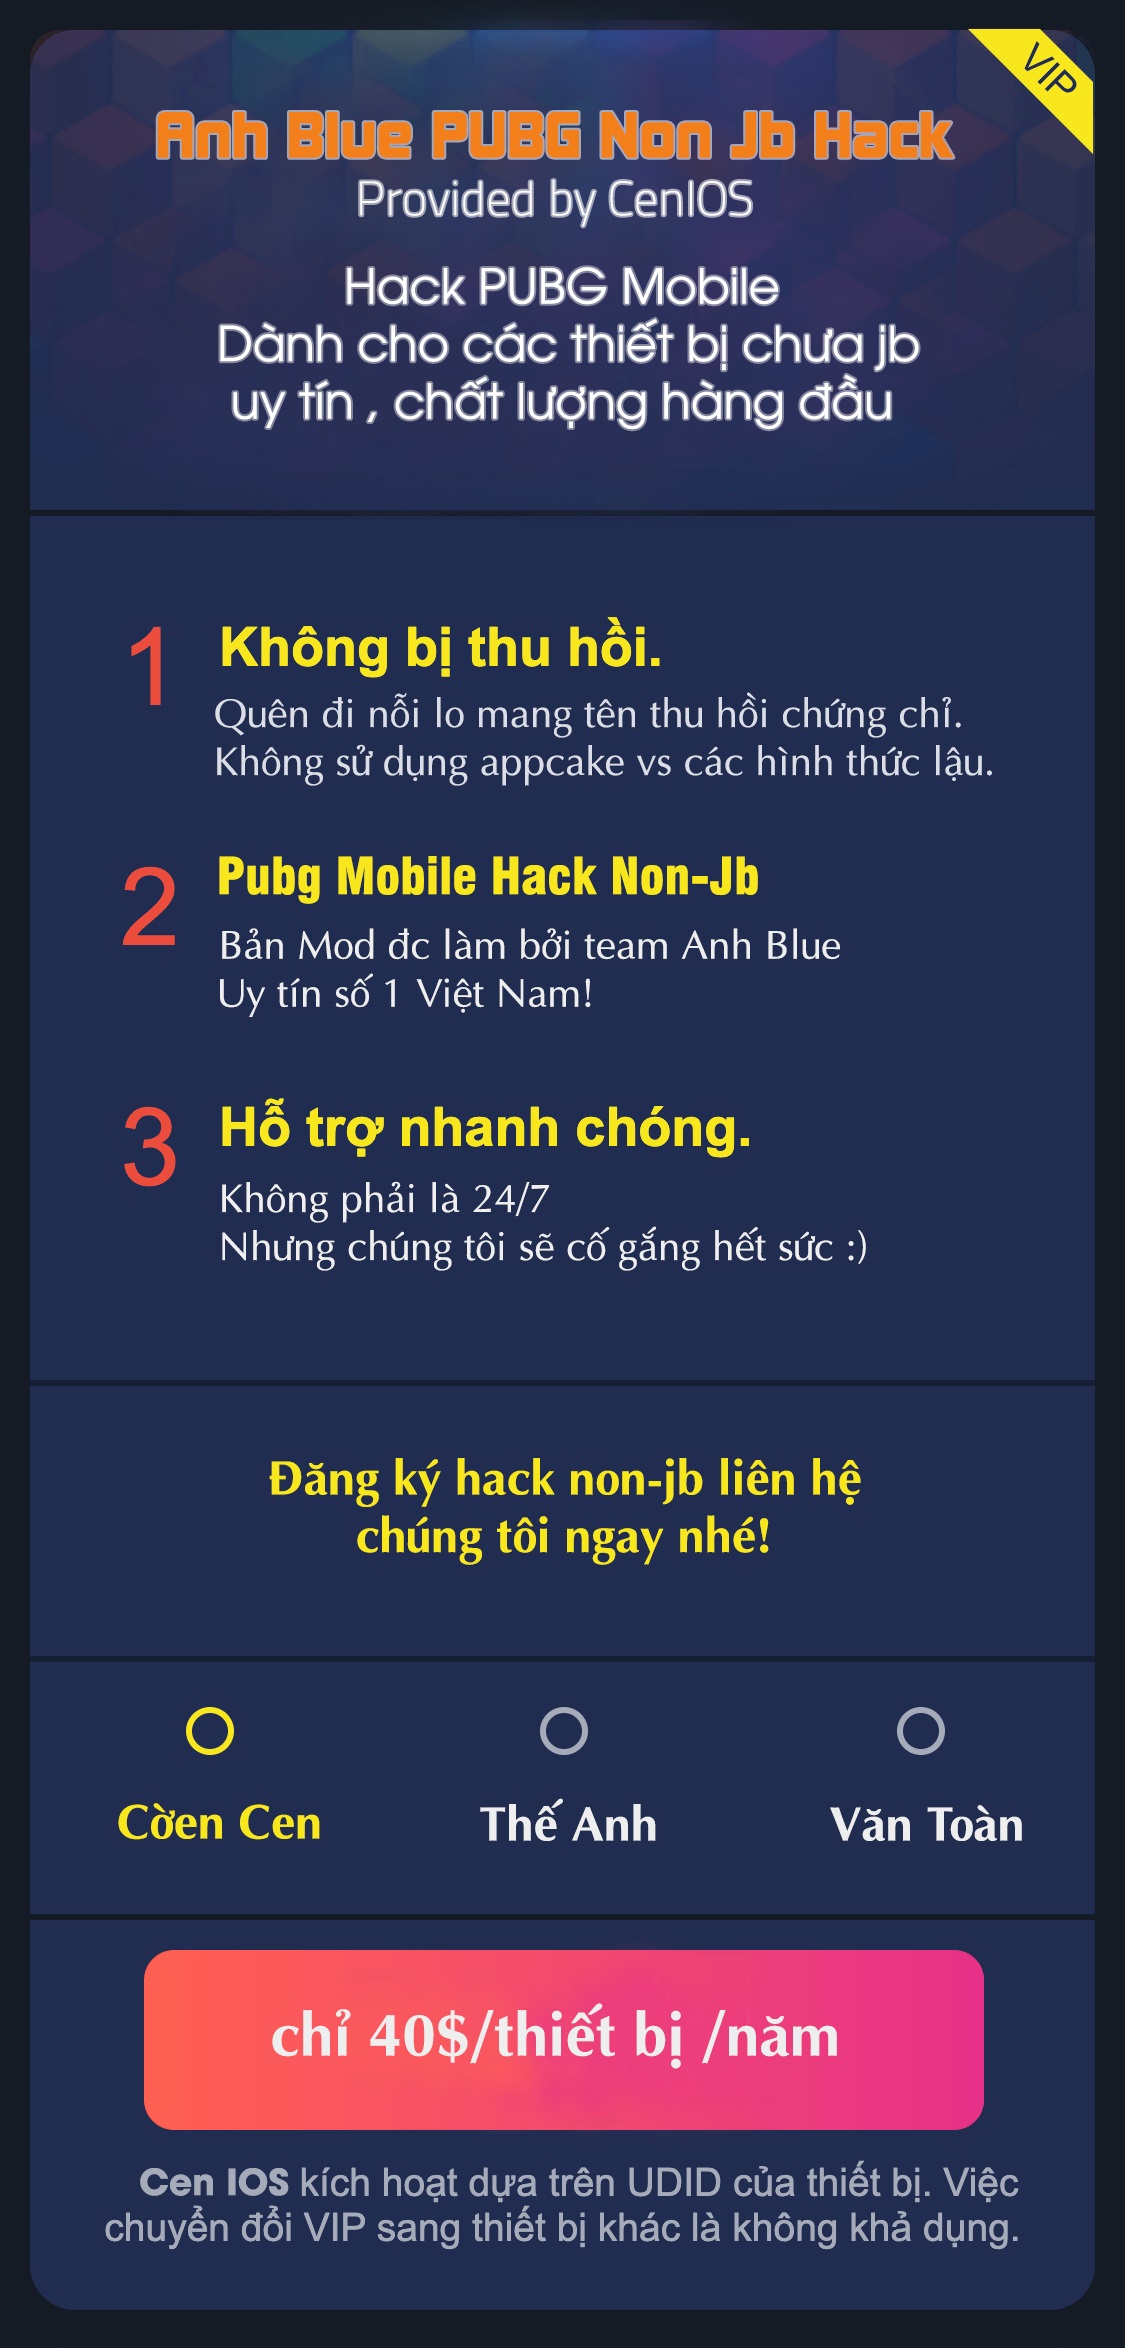 VIP
Anh Blue PUBG Non Jb Hack
Provided by CenIOS
Hack PUBG Mobile
Dành cho các thiết bị chưa jb
uy tín , chất lượng hàng đầu
1 Không bị thu hồi.
Quên đi nỗi lo mang tên thu hồi chứng chỉ.
Không sử dụng appcake vs các hình thức lậu.
2 Pubg Mobile Hack Non-Jb
Bản Mod đc làm bởi team Anh Blue
Uy tín số 1 Việt Nam!
3 Hỗ trợ nhanh chóng.
Không phải là 24/7
Nhưng chúng tôi sẽ cố gắng hết sức :)
Đăng ký hack non-jb liên hệ
chúng tôi ngay nhé!
Cờen Cen
Thế Anh
Văn Toàn
chỉ 40$/thiết bị /năm
Cen IOS kích hoạt dựa trên UDID của thiết bị. Việc
chuyển đổi VIP sang thiết bị khác là không khả dụng.